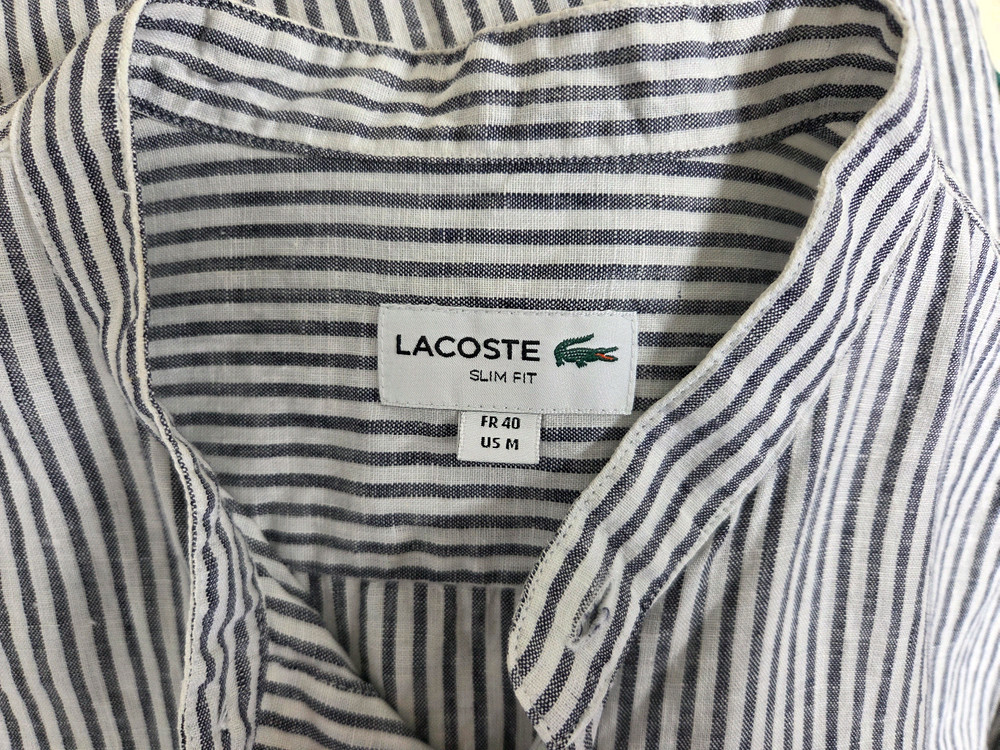 LACOSTE
SLIM FIT
FR 40
US M